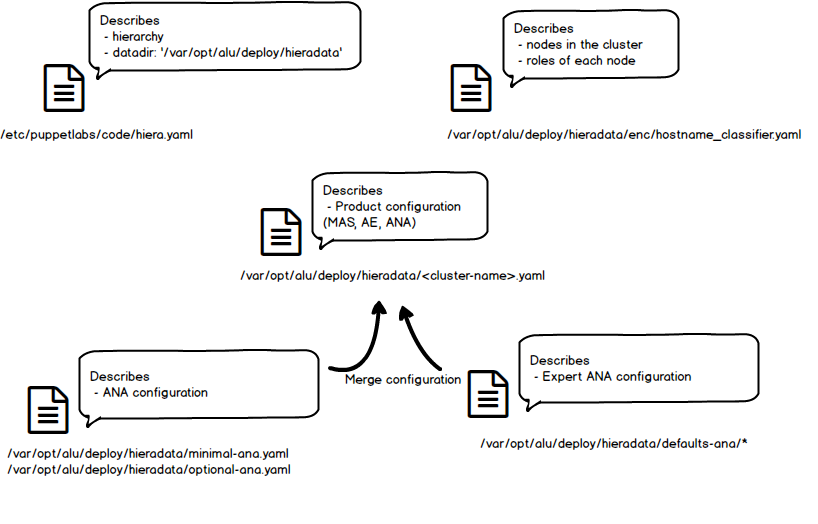 Describes
- hierarchy
- datadir: '/var/opt/alu/deploy/hieradata'
/etc/puppetlabs/code/hiera.yaml
Describes
- nodes in the cluster
- roles of each node
/var/opt/alu/deploy/hieradata/enc/hostname_classifier.yaml
Describes
- Product configuration
(MAS, AE, ANA)
/var/opt/alu/deploy/hieradata/<cluster-name>.yaml
Describes
- ANA configuration
/var/opt/alu/deploy/hieradata/minimal-ana.yaml
/var/opt/alu/deploy/hieradata/optional-ana.yaml
Merge configuration
Describes
- Expert ANA configuration
/var/opt/alu/deploy/hieradata/defaults-ana/*